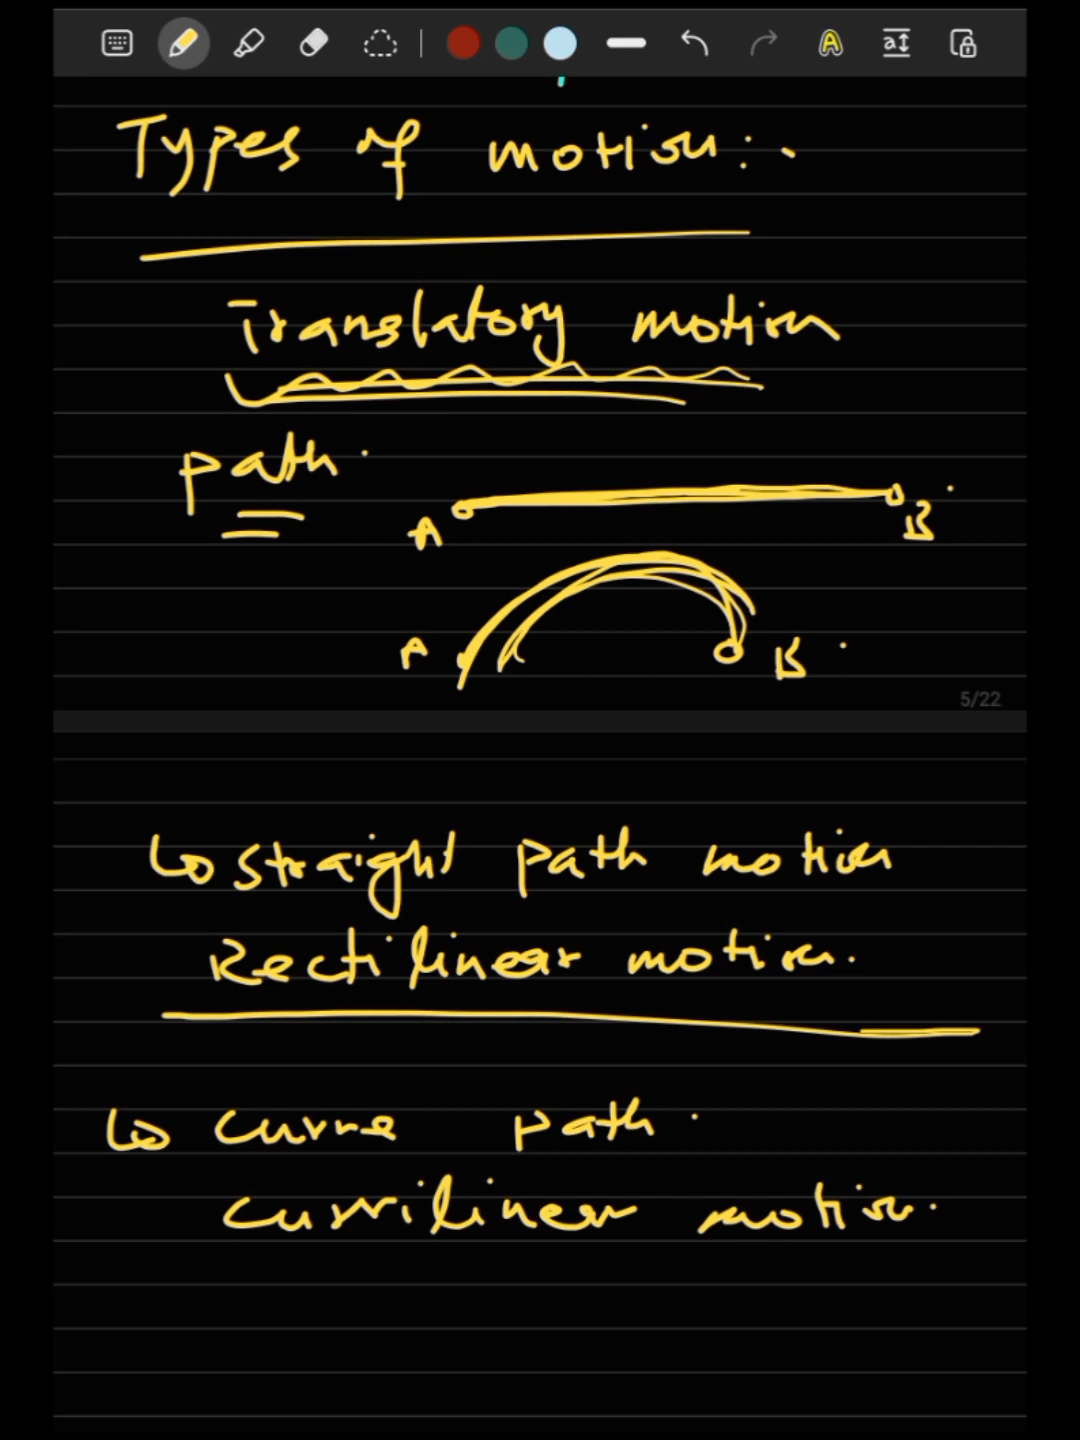 Types of motion:-
Translatory motion
path.
A B.
A B.
5/22
↳ straight path motion
Rectilinear motion.
↳ curve path.
curvilinear motion.